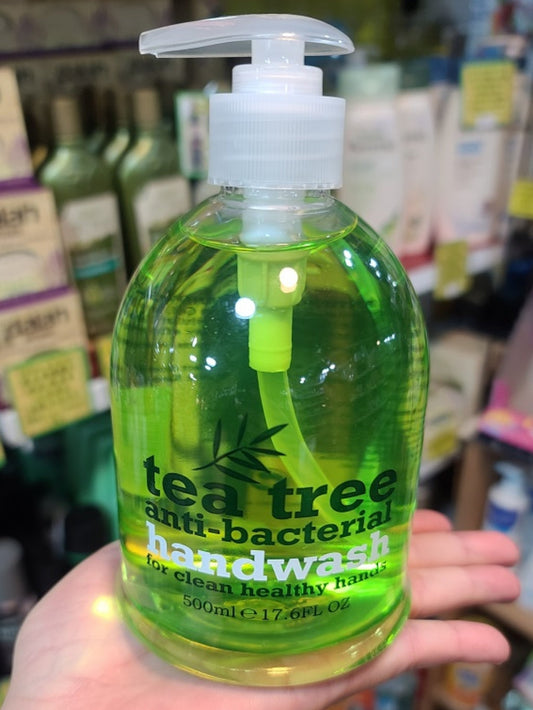 tea tree
anti-bacterial
handwash
for clean healthy hands
500ml ℮ 17.6FL OZ